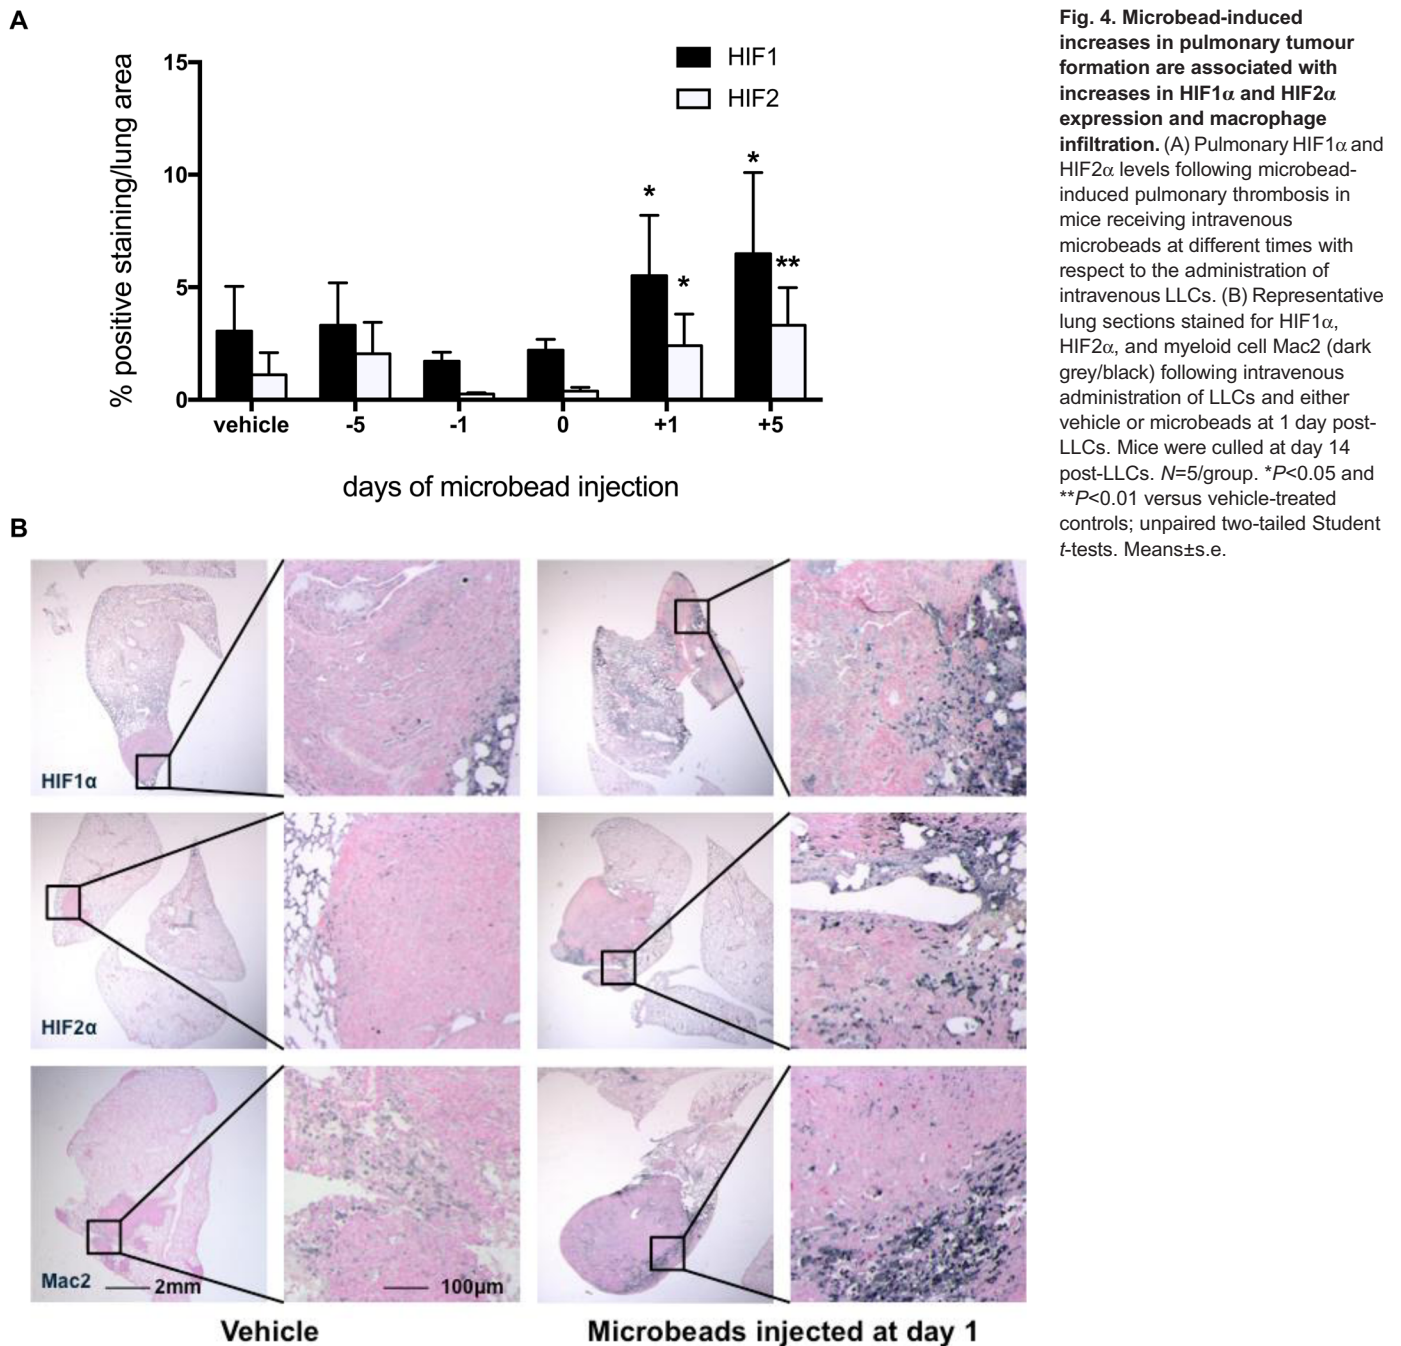 A
15
10
5
0
% positive staining/lung area
HIF1
HIF2
*
*
*
**
vehicle
-5
-1
0
+1
+5
days of microbead injection
Fig. 4. Microbead-induced
increases in pulmonary tumour
formation are associated with
increases in HIF1α and HIF2α
expression and macrophage
infiltration. (A) Pulmonary HIF1α and
HIF2α levels following microbead-
induced pulmonary thrombosis in
mice receiving intravenous
microbeads at different times with
respect to the administration of
intravenous LLCs. (B) Representative
lung sections stained for HIF1α,
HIF2α, and myeloid cell Mac2 (dark
grey/black) following intravenous
administration of LLCs and either
vehicle or microbeads at 1 day post-
LLCs. Mice were culled at day 14
post-LLCs. N=5/group. *P<0.05 and
**P<0.01 versus vehicle-treated
controls; unpaired two-tailed Student
t-tests. Means±s.e.
B
HIF1α
HIF2α
Mac2
2mm
100μm
Vehicle
Microbeads injected at day 1